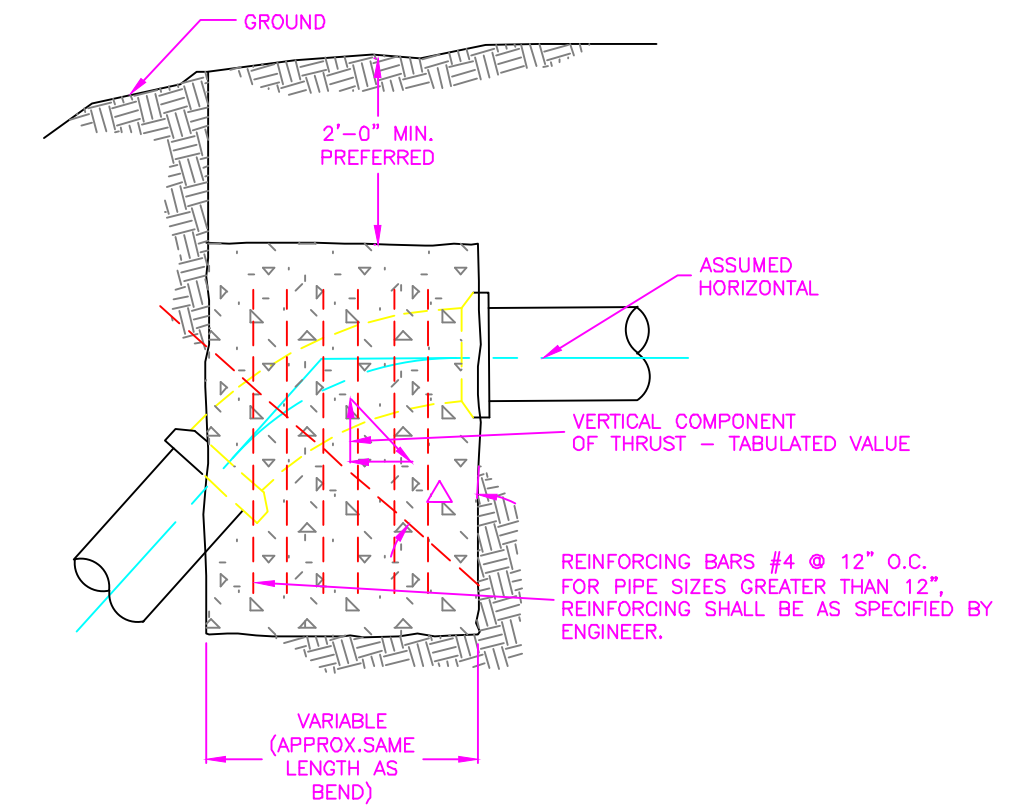 GROUND
2'-0" MIN.
PREFERRED
ASSUMED
HORIZONTAL
VERTICAL COMPONENT
OF THRUST - TABULATED VALUE
REINFORCING BARS #4 @ 12" O.C.
FOR PIPE SIZES GREATER THAN 12",
REINFORCING SHALL BE AS SPECIFIED BY
ENGINEER.
VARIABLE
(APPROX.SAME
LENGTH AS
BEND)